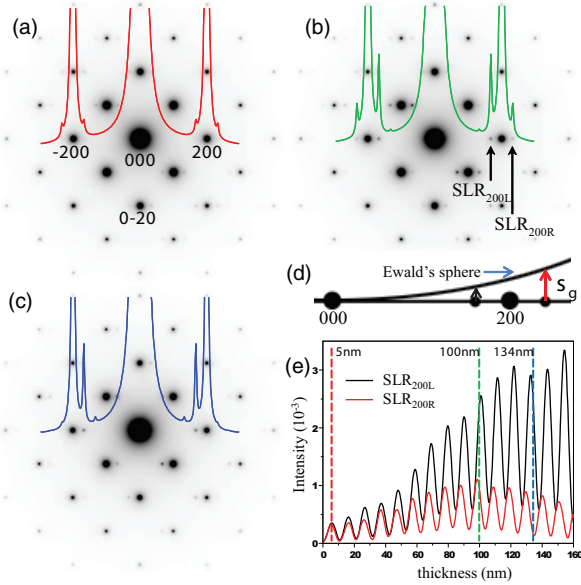 (a)
-200
000
200
0-20
(b)
SLR200L
SLR200R
(c)
(d)
Ewald's sphere
Sg
000
200
(e)
5nm
100nm
134nm
SLR200L
SLR200R
Intensity (10-3)
3
2
1
0
0 20 40 60 80 100 120 140 160
thickness (nm)